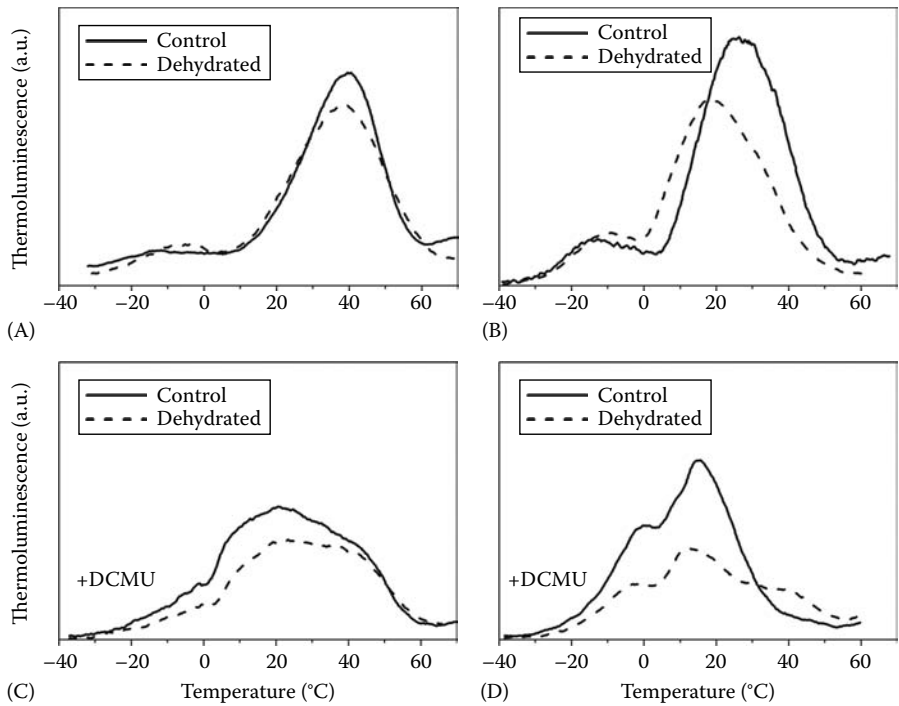 Thermoluminescence (a.u.)
Control
Dehydrated
−40 −20 0 20 40 60
(A)
Control
Dehydrated
−40 −20 0 20 40 60
(B)
Thermoluminescence (a.u.)
Control
Dehydrated
+DCMU
−40 −20 0 20 40 60
(C)
Temperature (°C)
Control
Dehydrated
+DCMU
−40 −20 0 20 40 60
(D)
Temperature (°C)